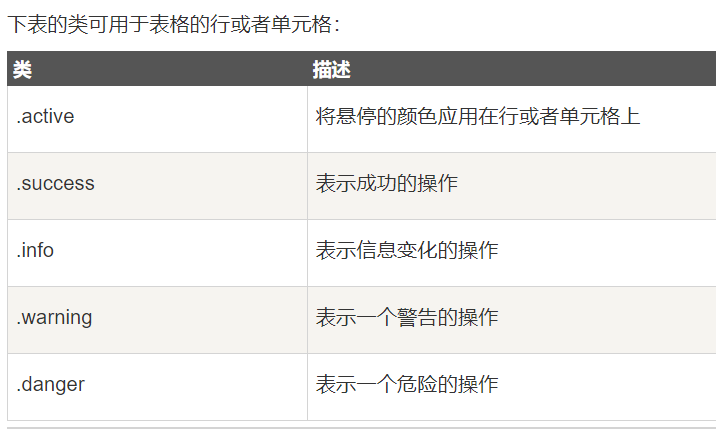 下表的类可用于表格的行或者单元格：
类 描述
.active 将悬停的颜色应用在行或者单元格上
.success 表示成功的操作
.info 表示信息变化的操作
.warning 表示一个警告的操作
.danger 表示一个危险的操作